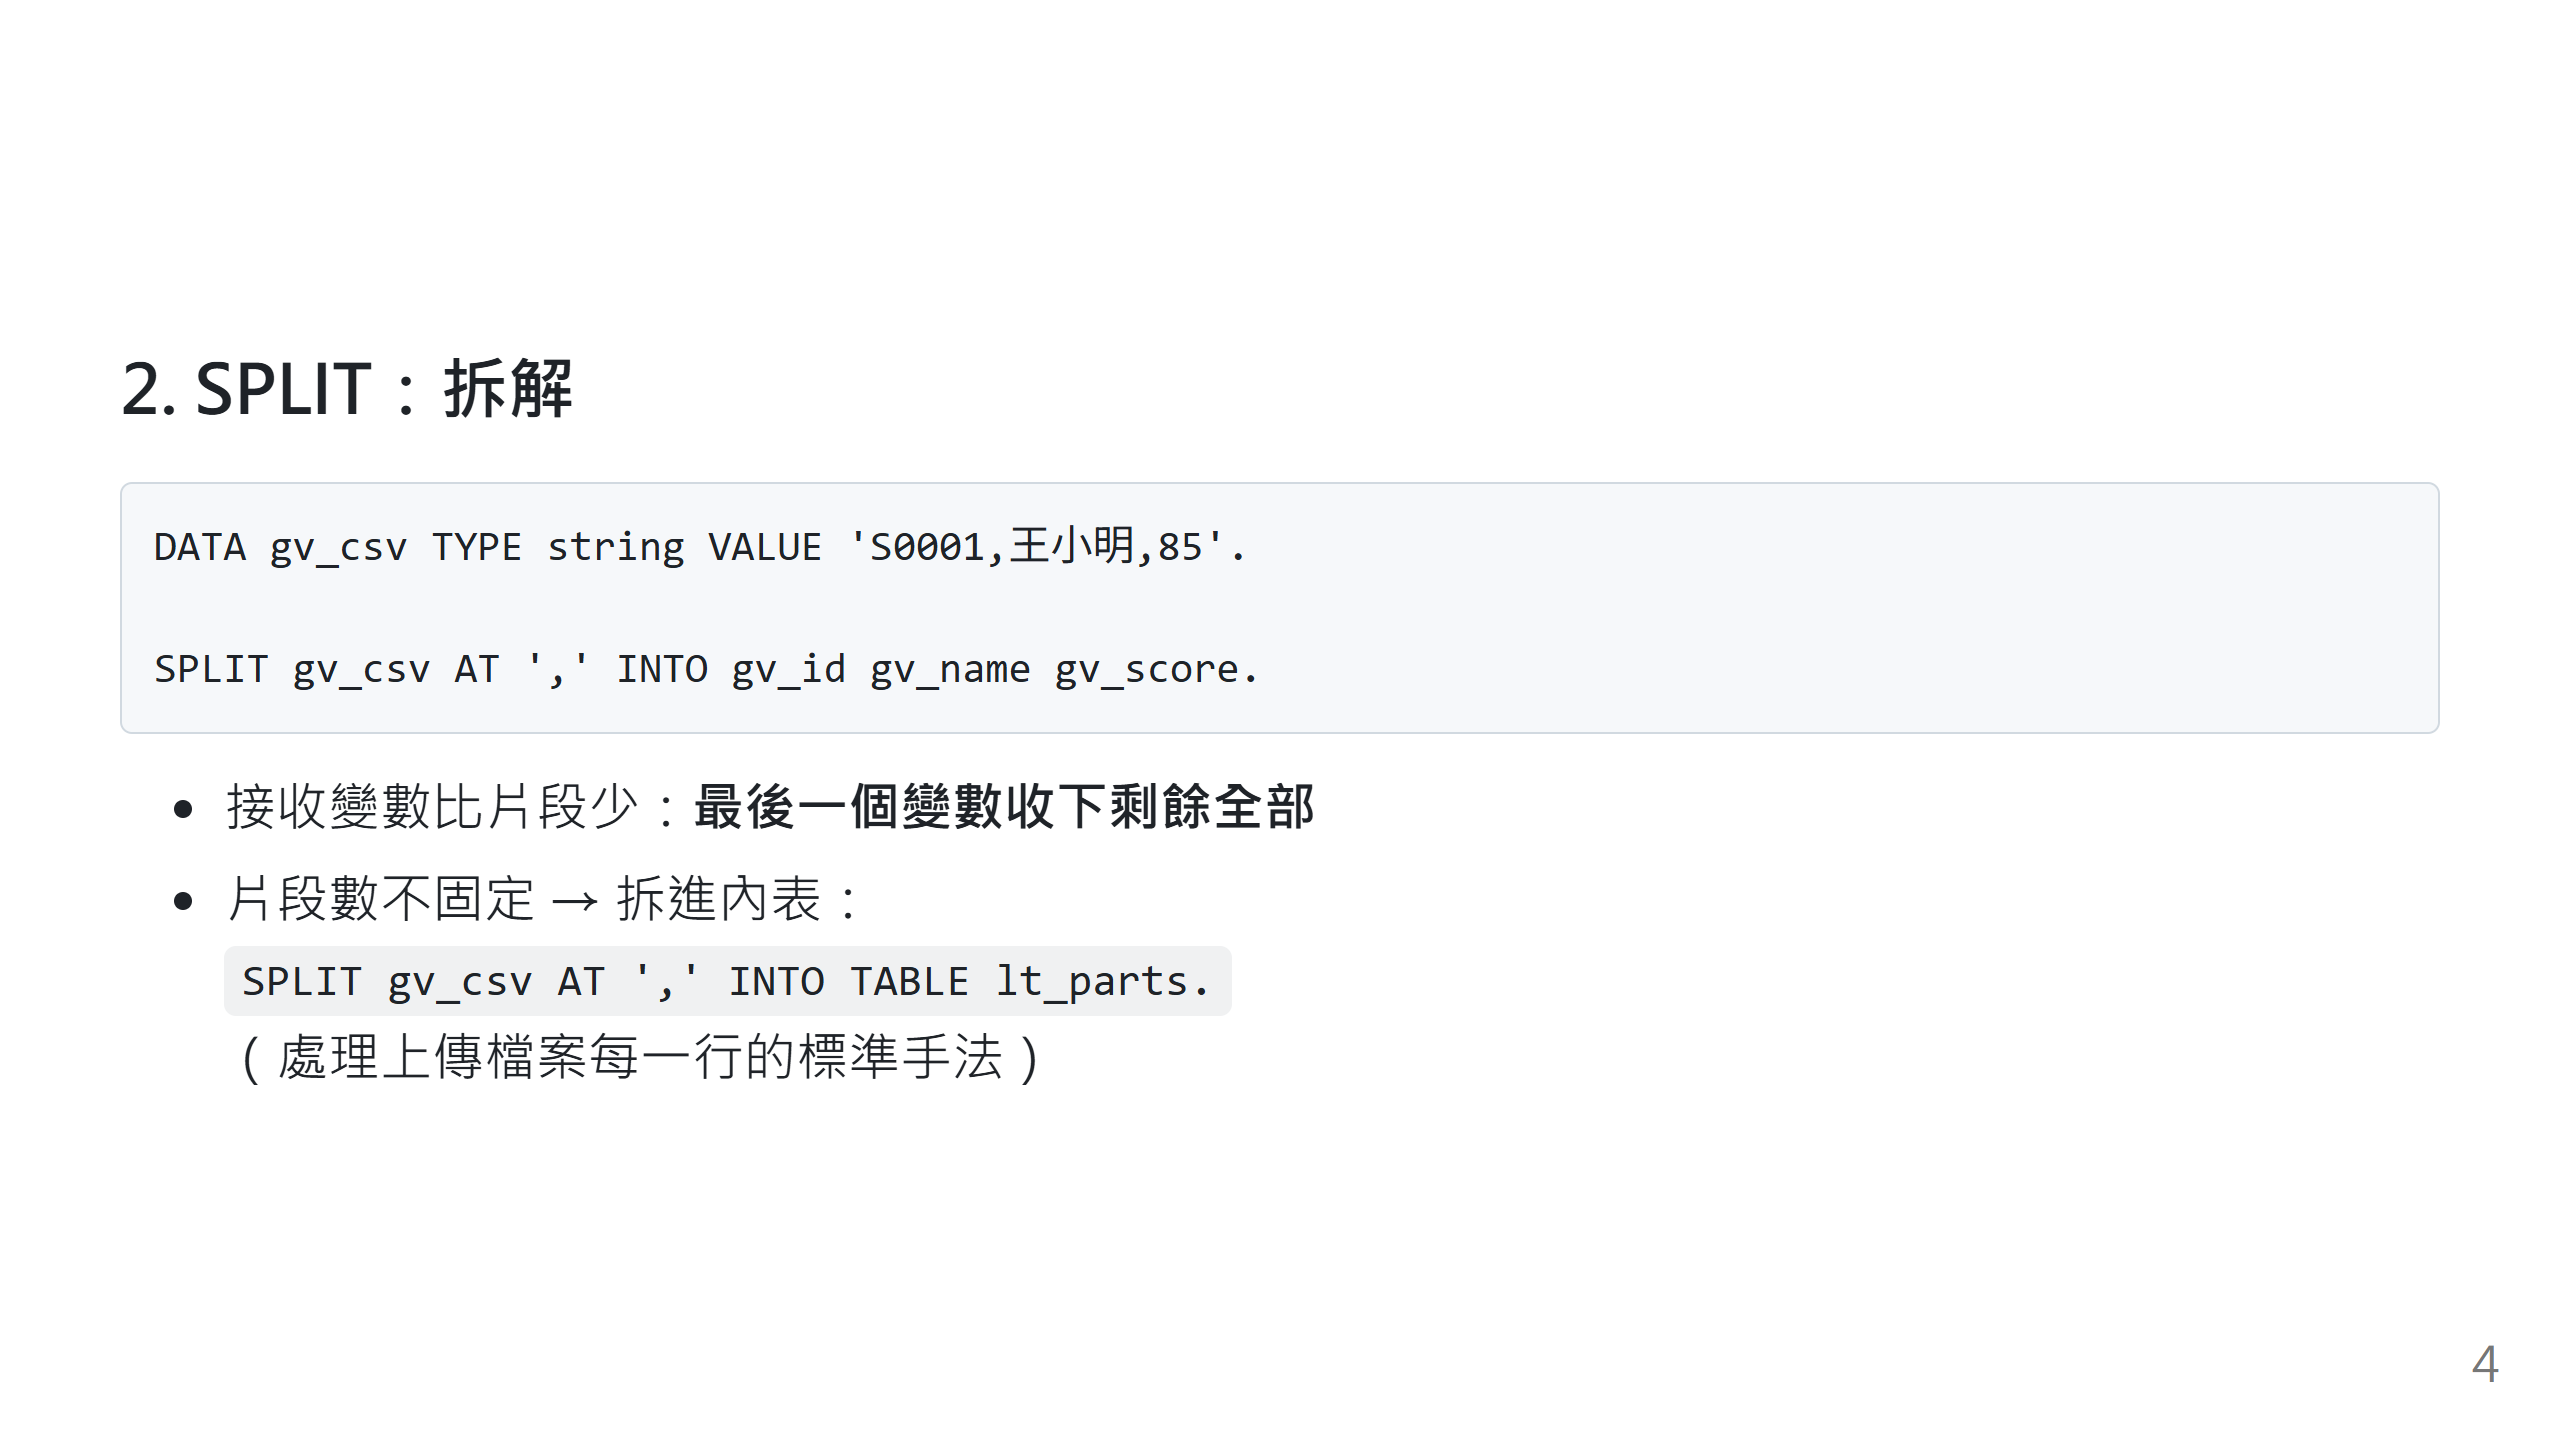 2. SPLIT：拆解
DATA gv_csv TYPE string VALUE 'S0001,王小明,85'.
SPLIT gv_csv AT ',' INTO gv_id gv_name gv_score.
• 接收變數比片段少：最後一個變數收下剩餘全部
• 片段數不固定 → 拆進內表：
SPLIT gv_csv AT ',' INTO TABLE lt_parts.
（處理上傳檔案每一行的標準手法）
4